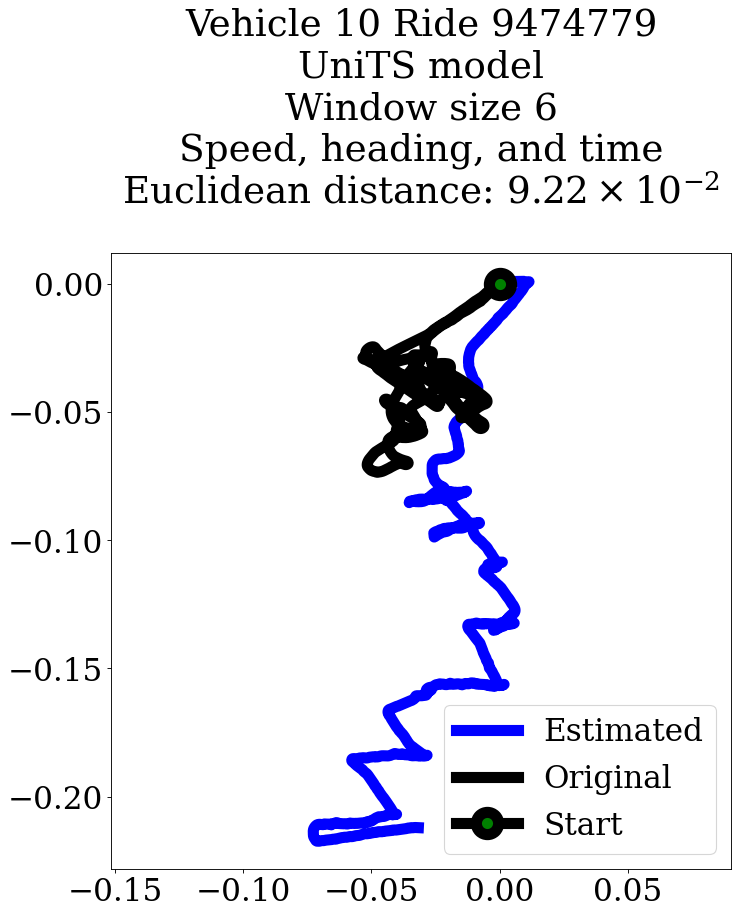 Vehicle 10 Ride 9474779
UniTS model
Window size 6
Speed, heading, and time
Euclidean distance: 9.22 × 10⁻²
0.00
−0.05
−0.10
−0.15
−0.20
−0.15
−0.10
−0.05
0.00
0.05
Estimated
Original
Start